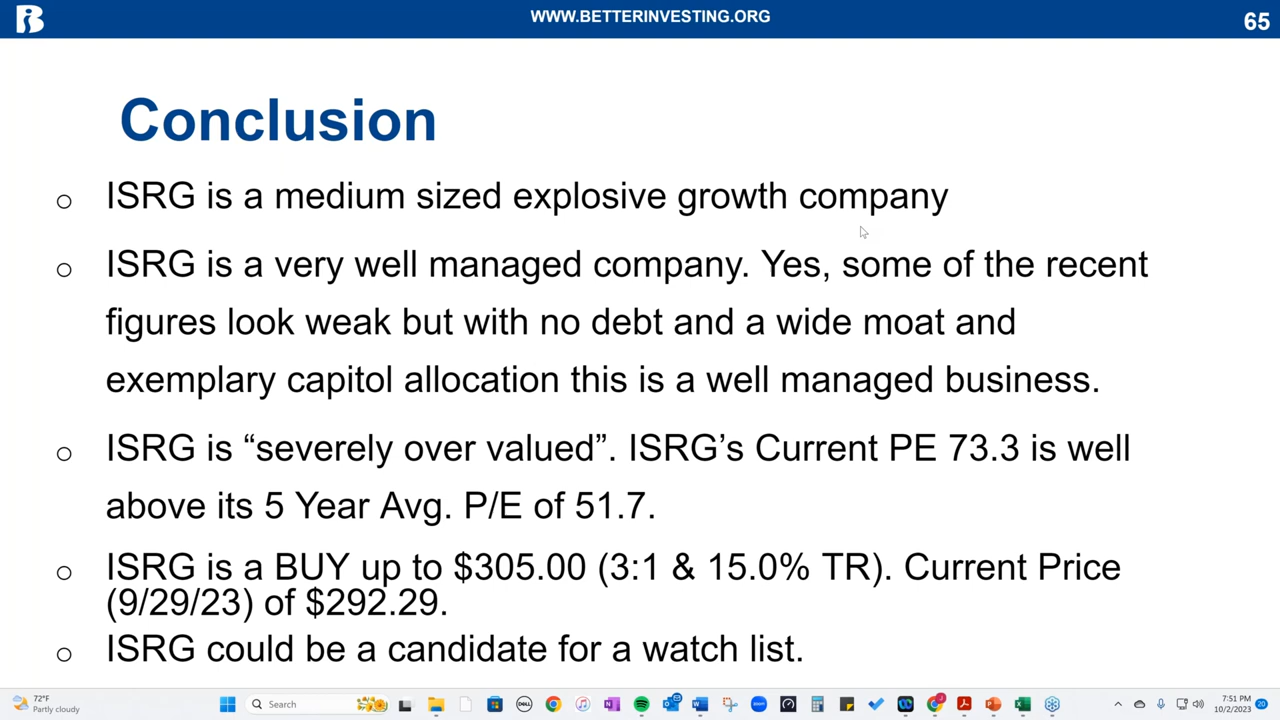 WWW.BETTERINVESTING.ORG
65
Conclusion
o ISRG is a medium sized explosive growth company
o ISRG is a very well managed company. Yes, some of the recent
figures look weak but with no debt and a wide moat and
exemplary capitol allocation this is a well managed business.
o ISRG is “severely over valued”. ISRG’s Current PE 73.3 is well
above its 5 Year Avg. P/E of 51.7.
o ISRG is a BUY up to $305.00 (3:1 & 15.0% TR). Current Price
(9/29/23) of $292.29.
o ISRG could be a candidate for a watch list.
72°F
Partly cloudy
Search
DELL
zoom
7:51 PM
10/2/2023
20